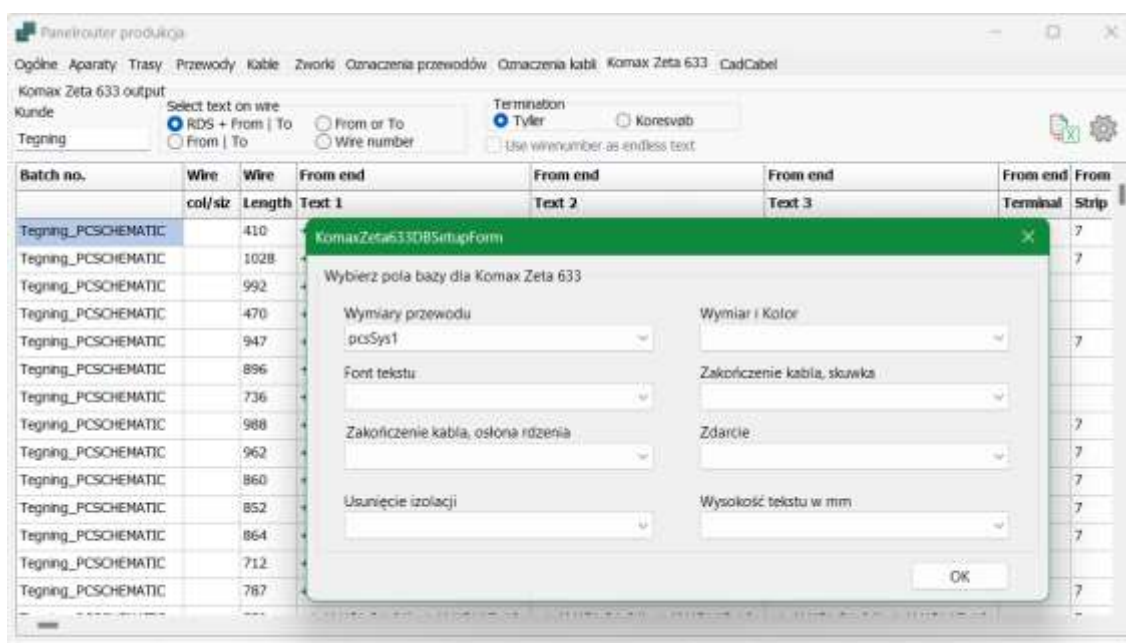 Panelrouter produkcja
Ogólne Aparaty Trasy Przewody Kable Zworki Oznaczenia przewodów Oznaczenia kabli Komax Zeta 633 CadCabel
Komax Zeta 633 output
Kunde
Tegning
Select text on wire
RDS + From | To
From or To
From | To
Wire number
Termination
Tyller
Koresvøb
Use wirenumber as endless text
Batch no. Wire Wire From end From end From end From end From
col/siz Length Text 1 Text 2 Text 3 Terminal Strip
Tegning_PCSCHEMATIC 410 7
Tegning_PCSCHEMATIC 1028 7
Tegning_PCSCHEMATIC 992
Tegning_PCSCHEMATIC 470
Tegning_PCSCHEMATIC 947 7
Tegning_PCSCHEMATIC 896
Tegning_PCSCHEMATIC 736
Tegning_PCSCHEMATIC 988 7
Tegning_PCSCHEMATIC 962 7
Tegning_PCSCHEMATIC 860 7
Tegning_PCSCHEMATIC 852 7
Tegning_PCSCHEMATIC 864 7
Tegning_PCSCHEMATIC 712
Tegning_PCSCHEMATIC 787 7
KomaxZeta633DBSetupForm
Wybierz pola bazy dla Komax Zeta 633
Wymiary przewodu Wymiar i Kolor
pcsSys1
Font tekstu Zakończenie kabla, skuwka
Zakończenie kabla, osłona rdzenia Zdarcie
Usunięcie izolacji Wysokość tekstu w mm
OK